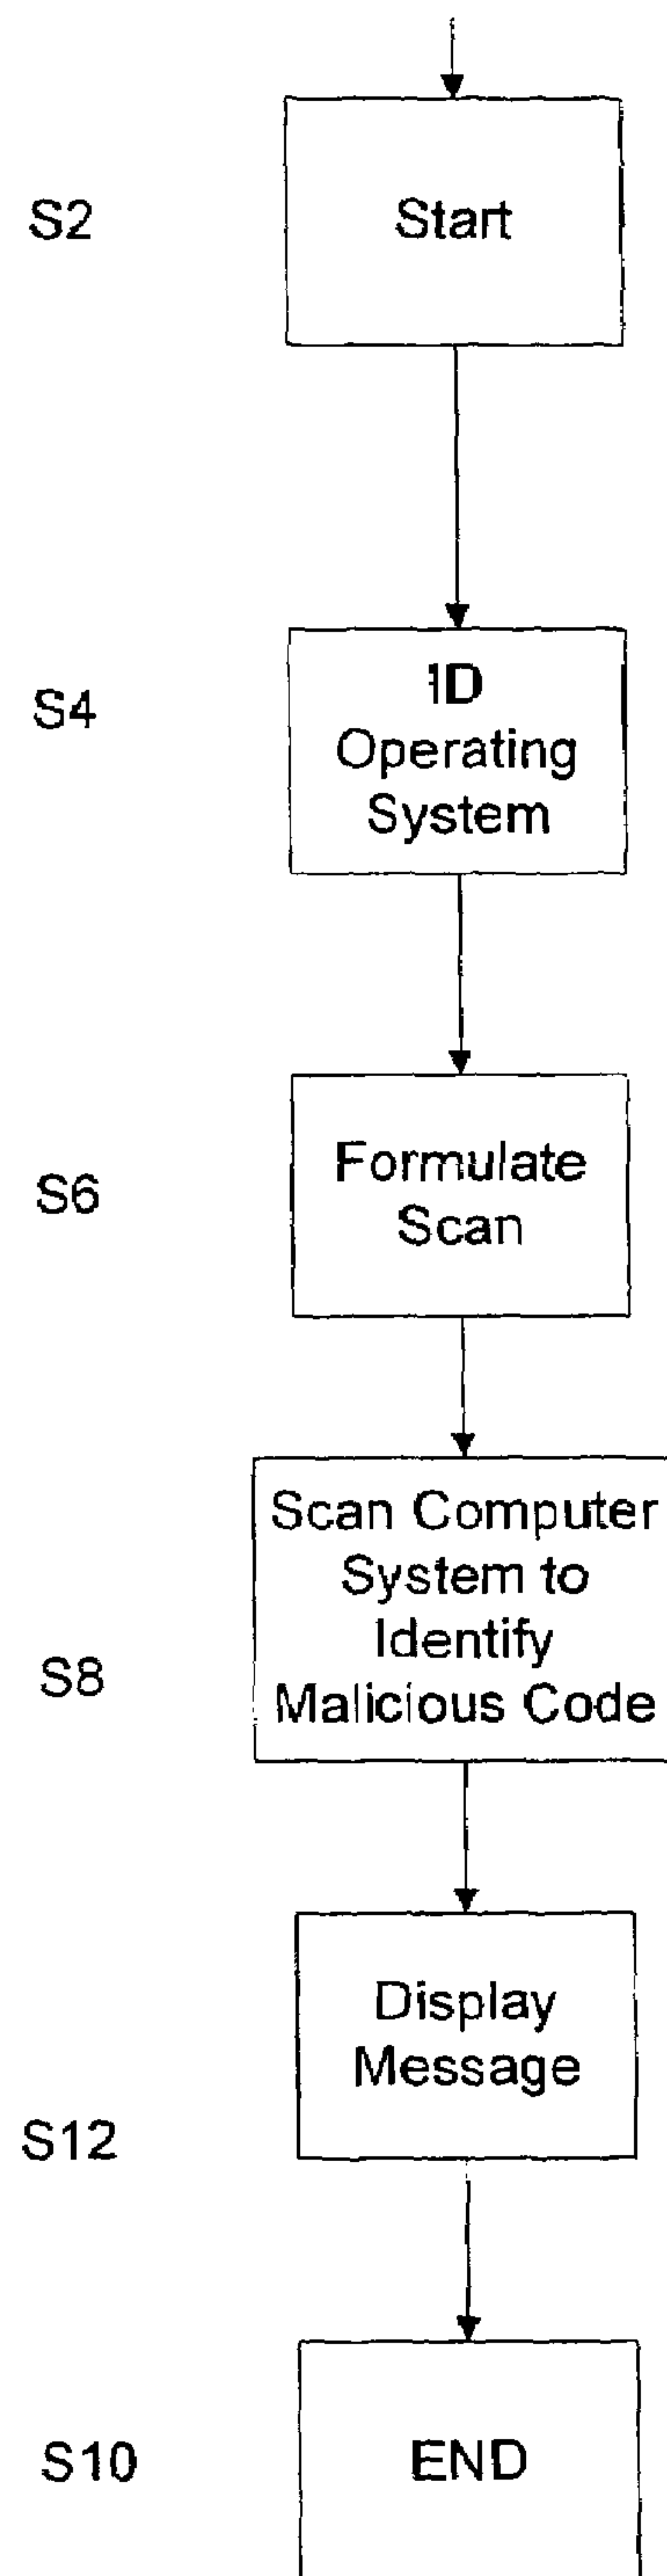 S2
Start
S4
ID
Operating
System
S6
Formulate
Scan
S8
Scan Computer
System to
Identify
Malicious Code
S12
Display
Message
S10
END